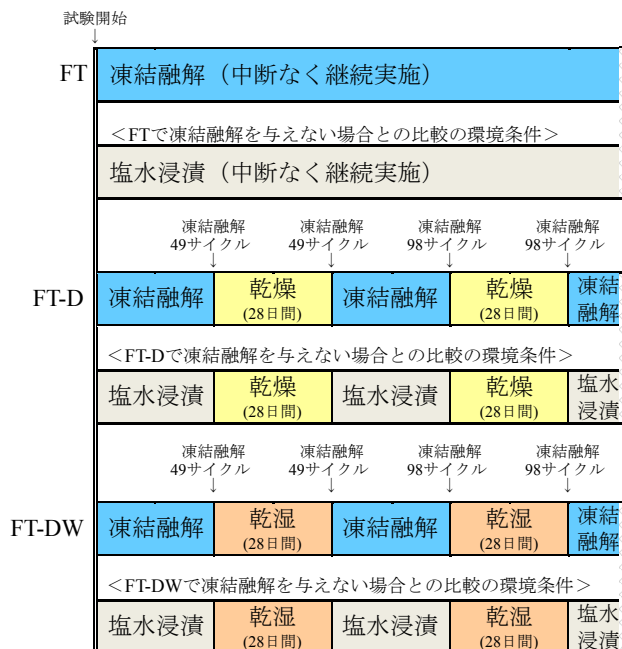 試験開始
↓
FT 凍結融解（中断なく継続実施）
＜FTで凍結融解を与えない場合との比較の環境条件＞
塩水浸漬（中断なく継続実施）
凍結融解 凍結融解 凍結融解 凍結融解
49サイクル 49サイクル 98サイクル 98サイクル
↓ ↓ ↓ ↓
FT-D 凍結融解 乾燥 凍結融解 乾燥 凍結
(28日間) (28日間) 融解
＜FT-Dで凍結融解を与えない場合との比較の環境条件＞
塩水浸漬 乾燥 塩水浸漬 乾燥 塩水
(28日間) (28日間) 浸漬
凍結融解 凍結融解 凍結融解 凍結融解
49サイクル 49サイクル 98サイクル 98サイクル
↓ ↓ ↓ ↓
FT-DW 凍結融解 乾湿 凍結融解 乾湿 凍結
(28日間) (28日間) 融解
＜FT-DWで凍結融解を与えない場合との比較の環境条件＞
塩水浸漬 乾湿 塩水浸漬 乾湿 塩水
(28日間) (28日間) 浸漬